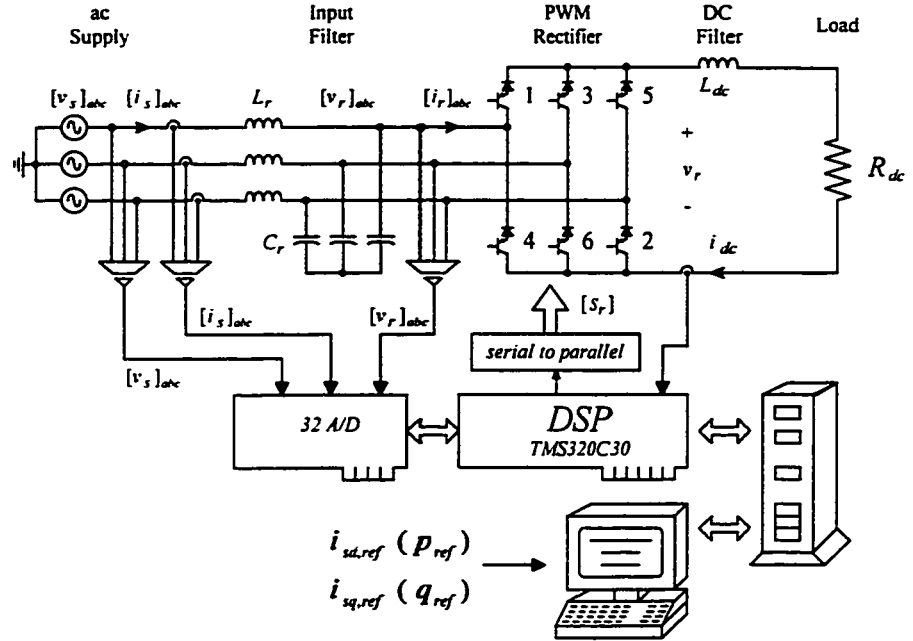 ac
Supply
Input
Filter
PWM
Rectifier
DC
Filter
Load
[v_s]_abc
[i_s]_abc
L_r
[v_r]_abc
[i_r]_abc
1
3
5
L_dc
+
v_r
-
R_dc
C_r
4
6
2
i_dc
[i_s]_abc
[v_r]_abc
[s_r}
serial to parallel
[v_s]_abc
32 A/D
DSP
TMS320C30
i_sd,ref ( p_ref )
i_sq,ref ( q_ref )